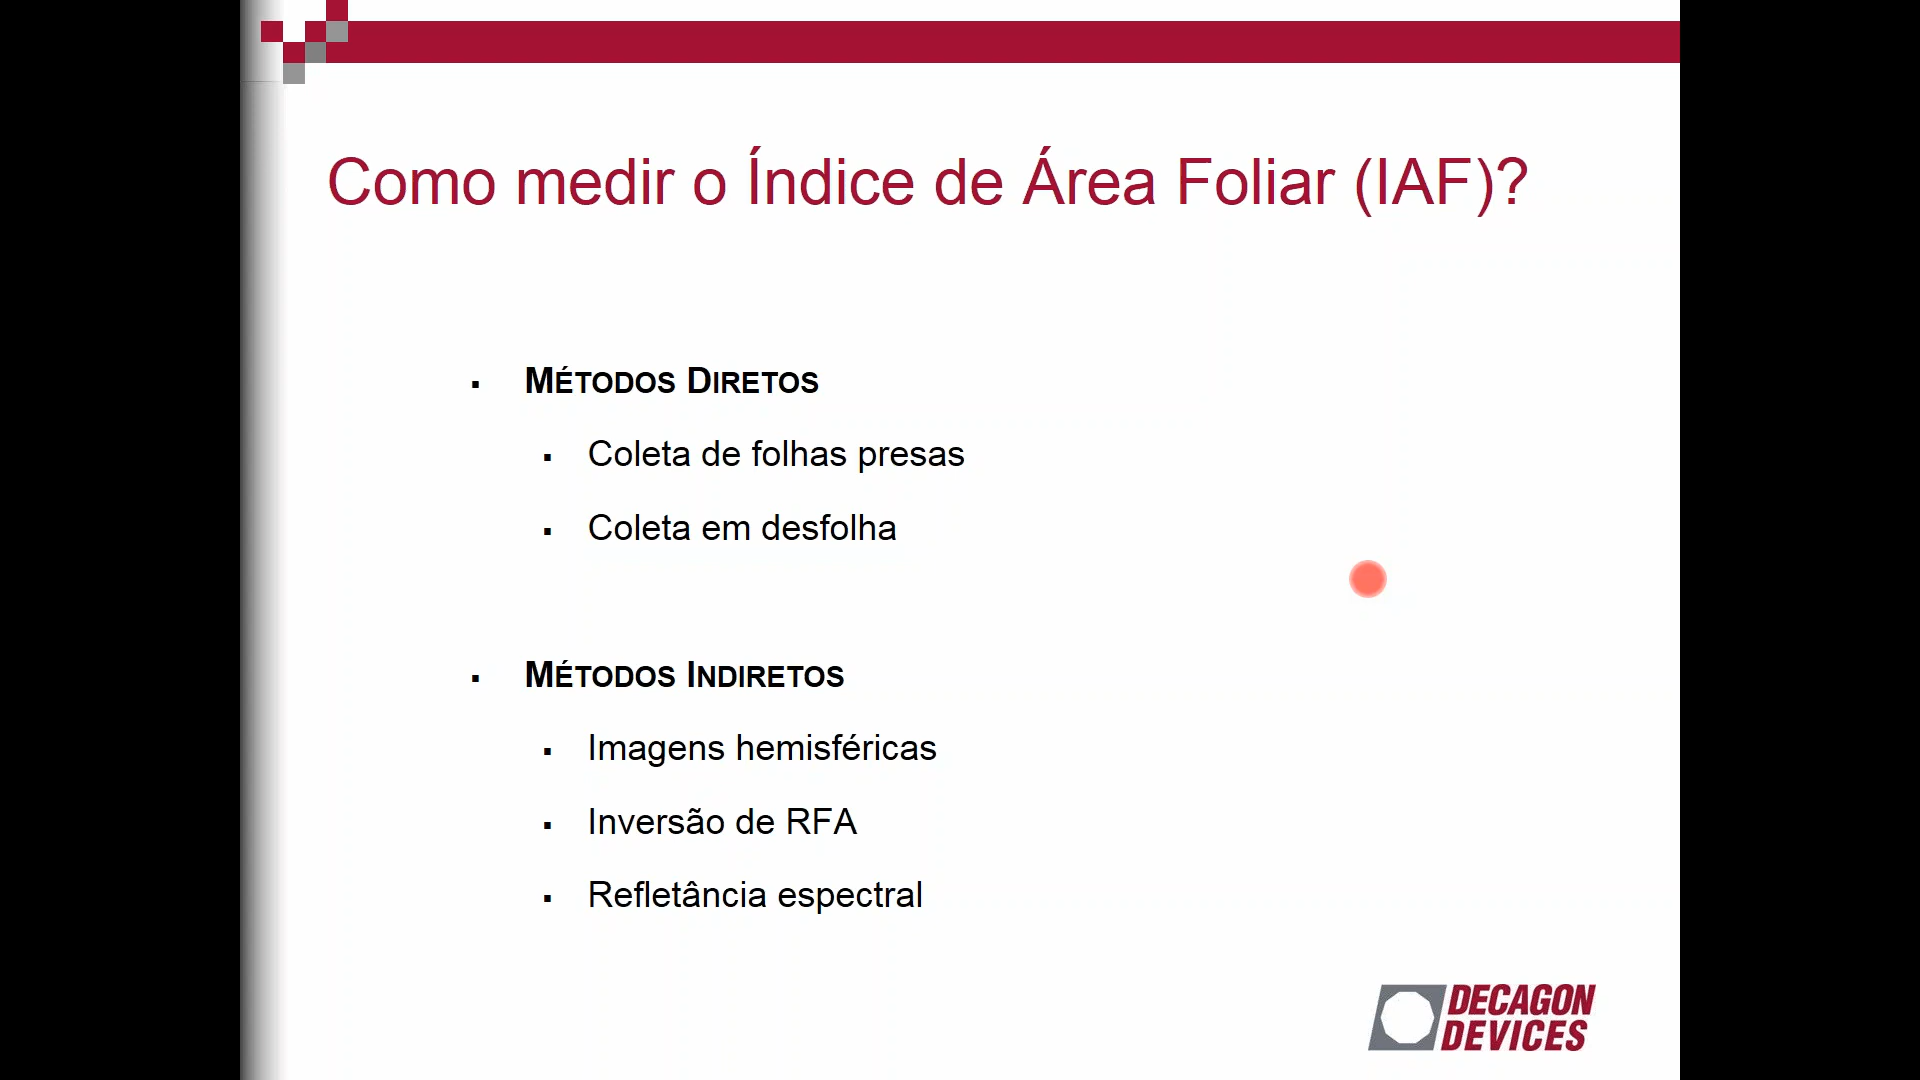 Como medir o Índice de Área Foliar (IAF)?
▪ MÉTODOS DIRETOS
▪ Coleta de folhas presas
▪ Coleta em desfolha
▪ MÉTODOS INDIRETOS
▪ Imagens hemisféricas
▪ Inversão de RFA
▪ Refletância espectral
DECAGON
DEVICES